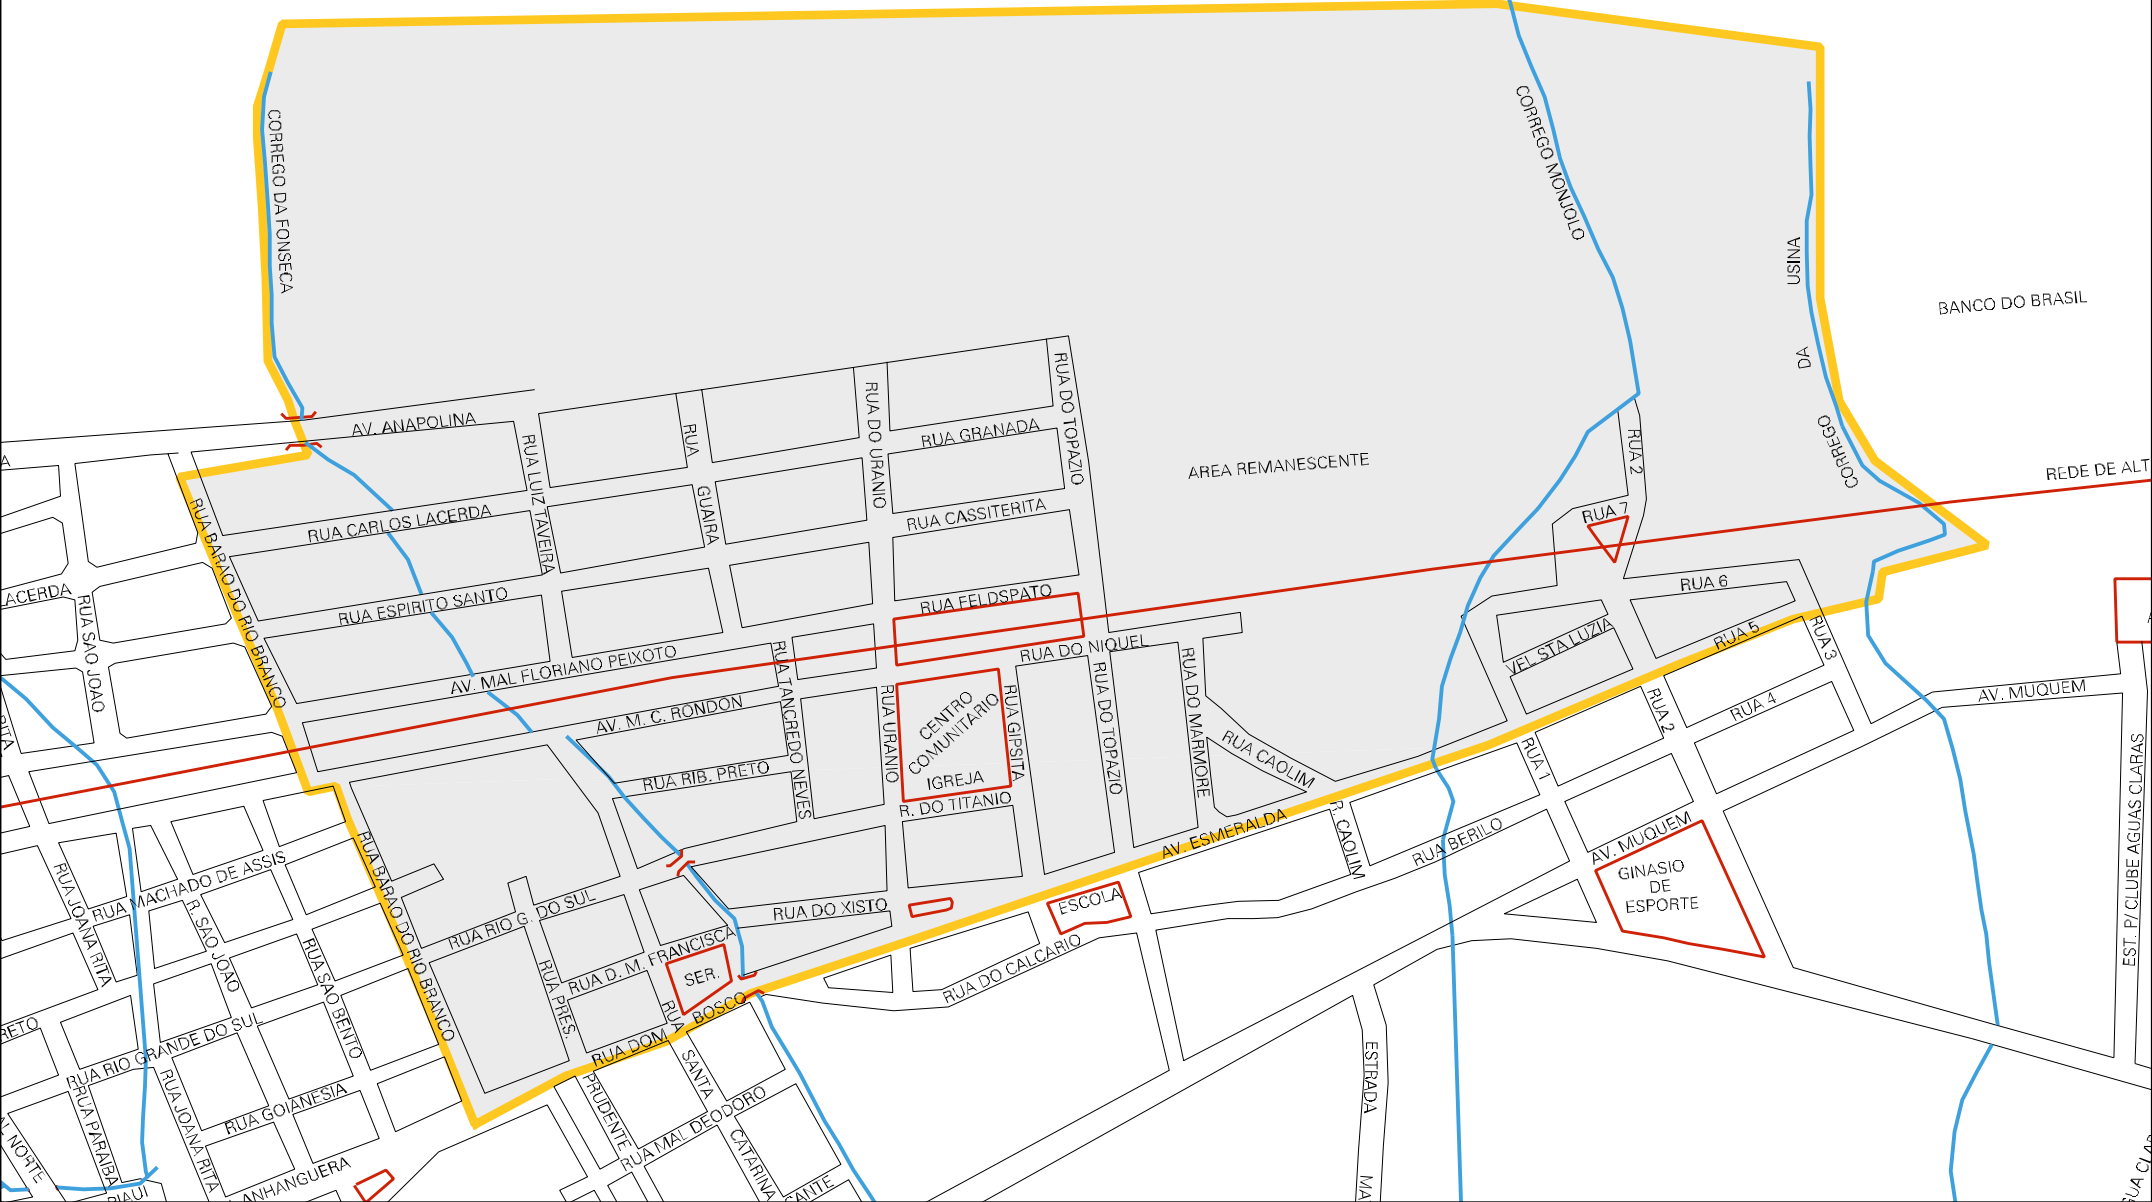 CORREGO DA FONSECA
CORREGO MONJOLO
USINA
DA
CORREGO
BANCO DO BRASIL
REDE DE ALT
AREA REMANESCENTE
AV. ANAPOLINA
RUA LUIZ TAVEIRA
RUA
GUAIRA
RUA DO URANIO
RUA GRANADA
RUA DO TOPAZIO
RUA CARLOS LACERDA
RUA CASSITERITA
RUA ESPIRITO SANTO
RUA FELDSPATO
RUA BARAO DO RIO BRANCO
AV. MAL FLORIANO PEIXOTO
RUA DO NIQUEL
AV. M. C. RONDON
RUA TANCREDO NEVES
RUA URANIO
CENTRO
COMUNITARIO
IGREJA
RUA GIPSITA
RUA DO TOPAZIO
RUA DO MARMORE
RUA CAOLIM
RUA RIB. PRETO
R. DO TITANIO
RUA 2
RUA 7
RUA 6
VEL STA LUZIA
RUA 5
RUA 3
RUA 2
RUA 4
RUA 1
AV. MUQUEM
EST. P/ CLUBE AGUAS CLARAS
AV. ESMERALDA
R. CAOLIM
RUA BERILO
AV. MUQUEM
GINASIO
DE
ESPORTE
ESCOLA
RUA DO XISTO
RUA DO CALCARIO
RUA RIO G. DO SUL
RUA D. M. FRANCISCA
SER.
RUA DOM
BOSCO
RUA PRES.
PRUDENTE
RUA
SANTA
CATARINA
RUA MAL DEODORO
ANTE
ESTRADA
MA
RUA BARAO DO RIO BRANCO
ACERDA
RUA SAO JOAO
RITA
RUA MACHADO DE ASSIS
RUA JOANA RITA
R. SAO JOAO
RUA SAO BENTO
RETO
RUA RIO GRANDE DO SUL
RUA PARAIBA
RUA JOANA RITA
RUA GOIANESIA
ANHANGUERA
NORTE
PIAUI